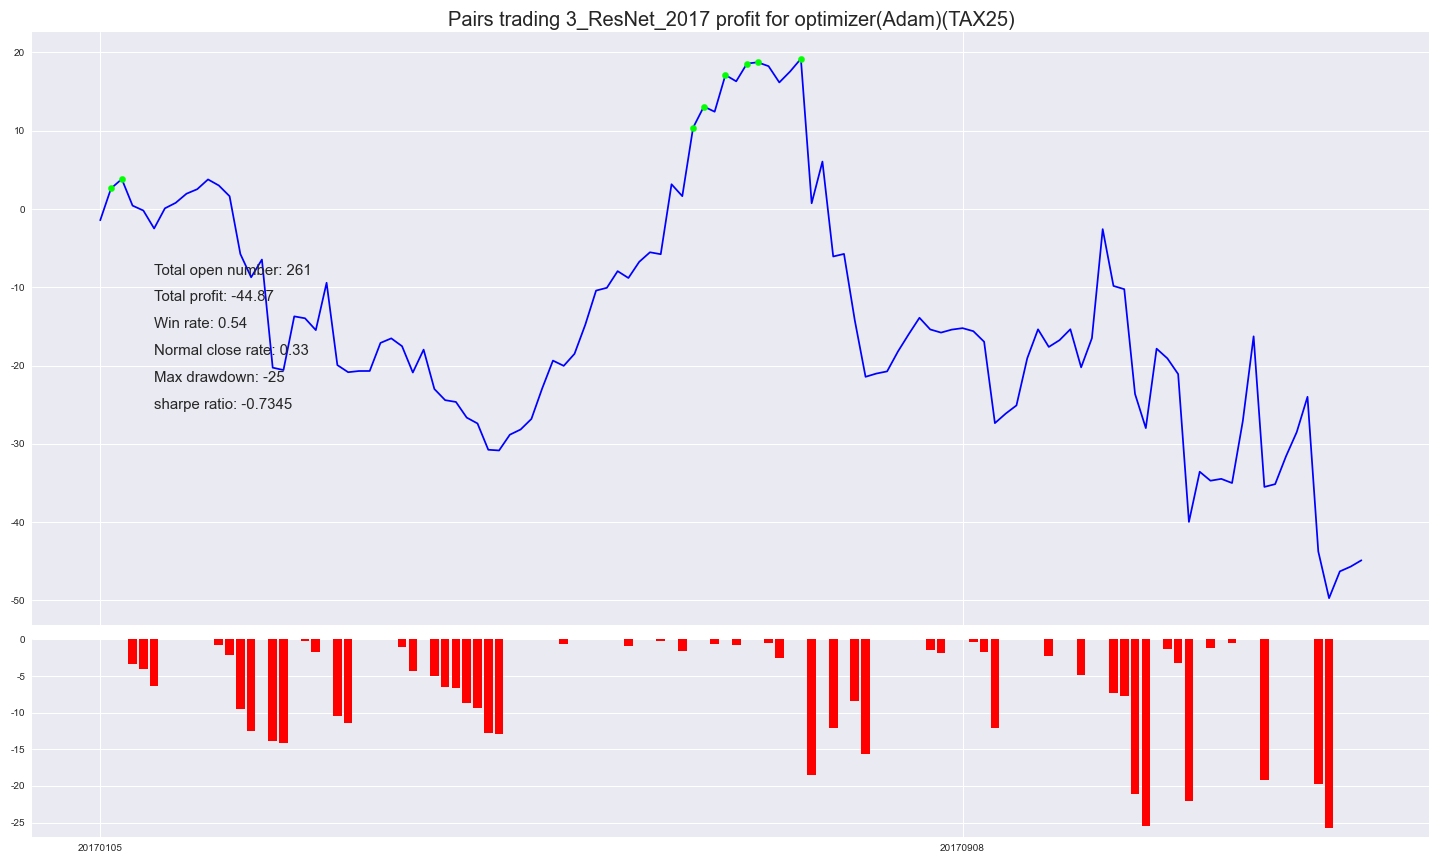 Pairs trading 3_ResNet_2017 profit for optimizer(Adam)(TAX25)
20
10
0
-10
-20
-30
-40
-50
Total open number: 261
Total profit: -44.87
Win rate: 0.54
Normal close rate: 0.33
Max drawdown: -25
sharpe ratio: -0.7345
0
-5
-10
-15
-20
-25
20170105 20170908